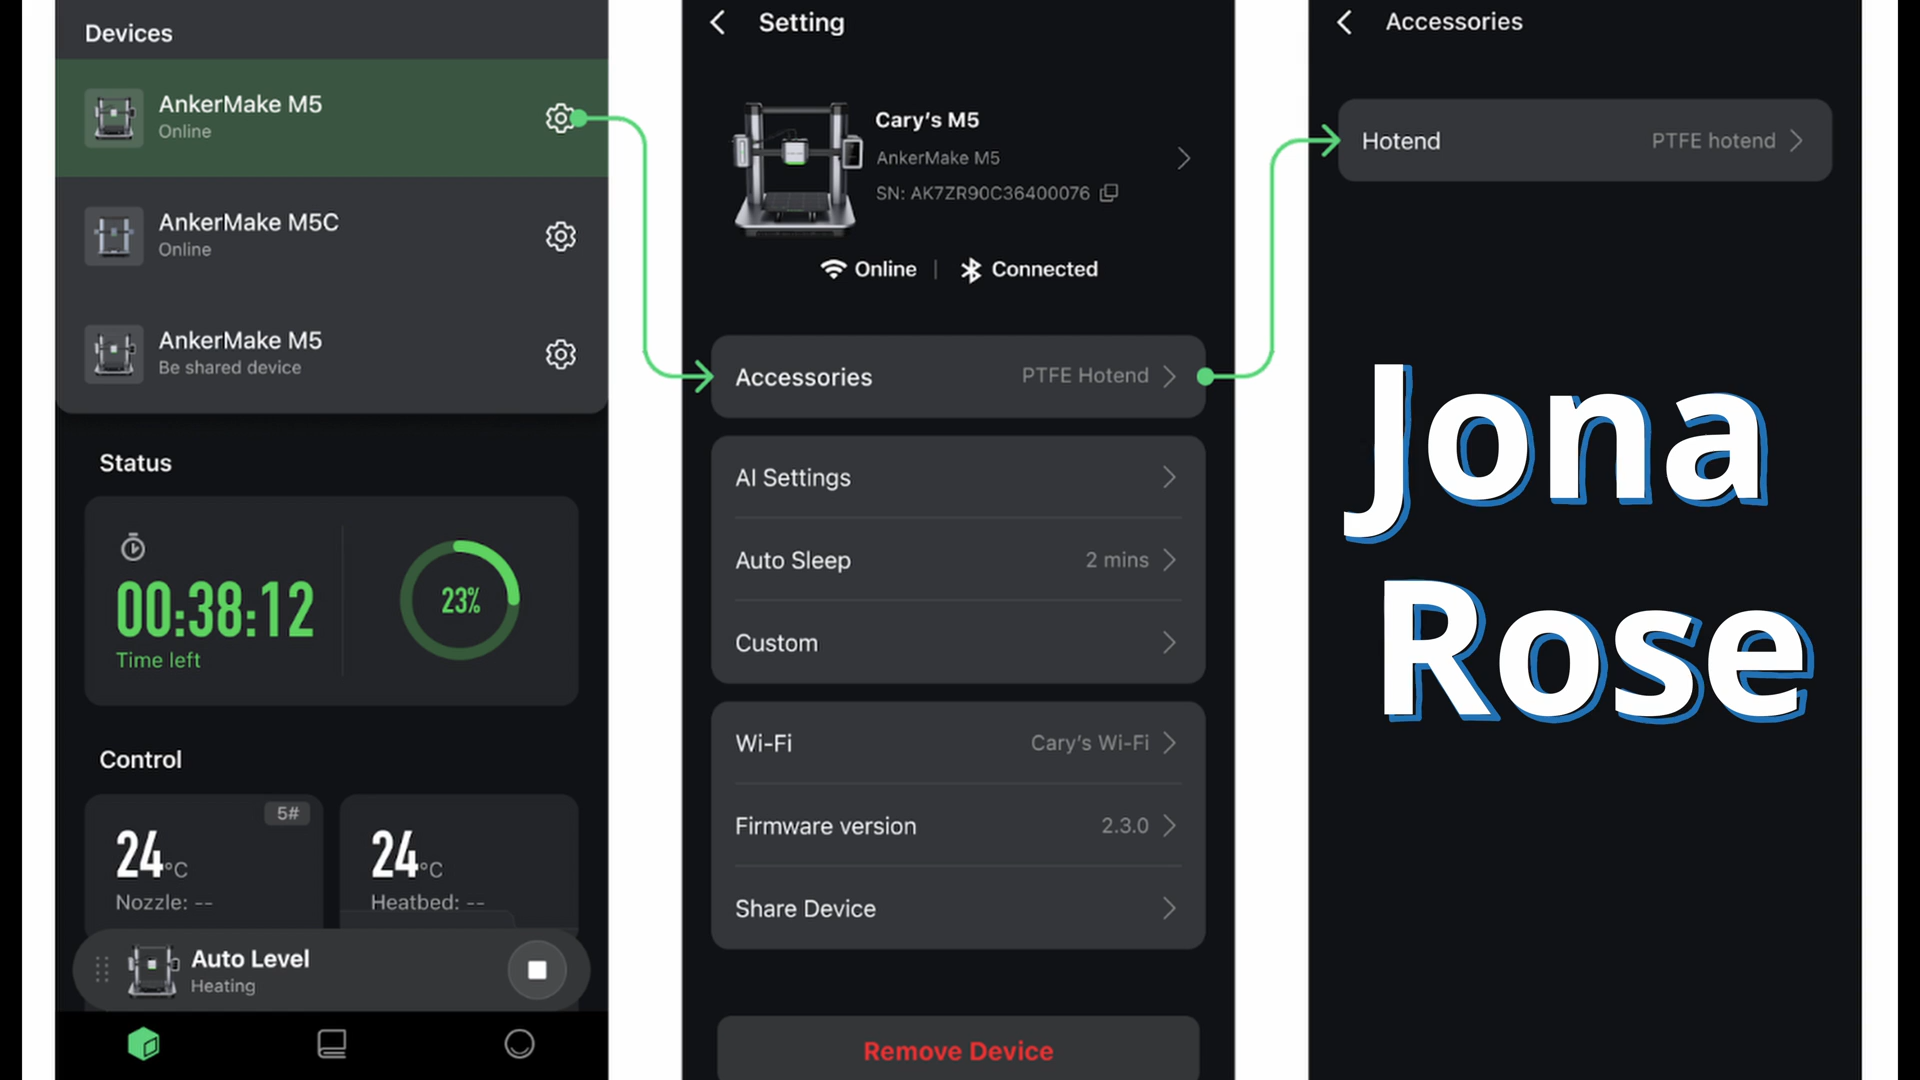 Devices
AnkerMake M5
Online
AnkerMake M5C
Online
AnkerMake M5
Be shared device
Status
00:38:12
Time left
23%
Control
5#
24°C
Nozzle: --
24°C
Heatbed: --
Auto Level
Heating
Setting
Cary's M5
AnkerMake M5
SN: AK7ZR90C36400076
Online | Connected
Accessories PTFE Hotend
AI Settings
Auto Sleep 2 mins
Custom
Wi-Fi Cary's Wi-Fi
Firmware version 2.3.0
Share Device
Remove Device
Accessories
Hotend PTFE hotend
Jona
Rose